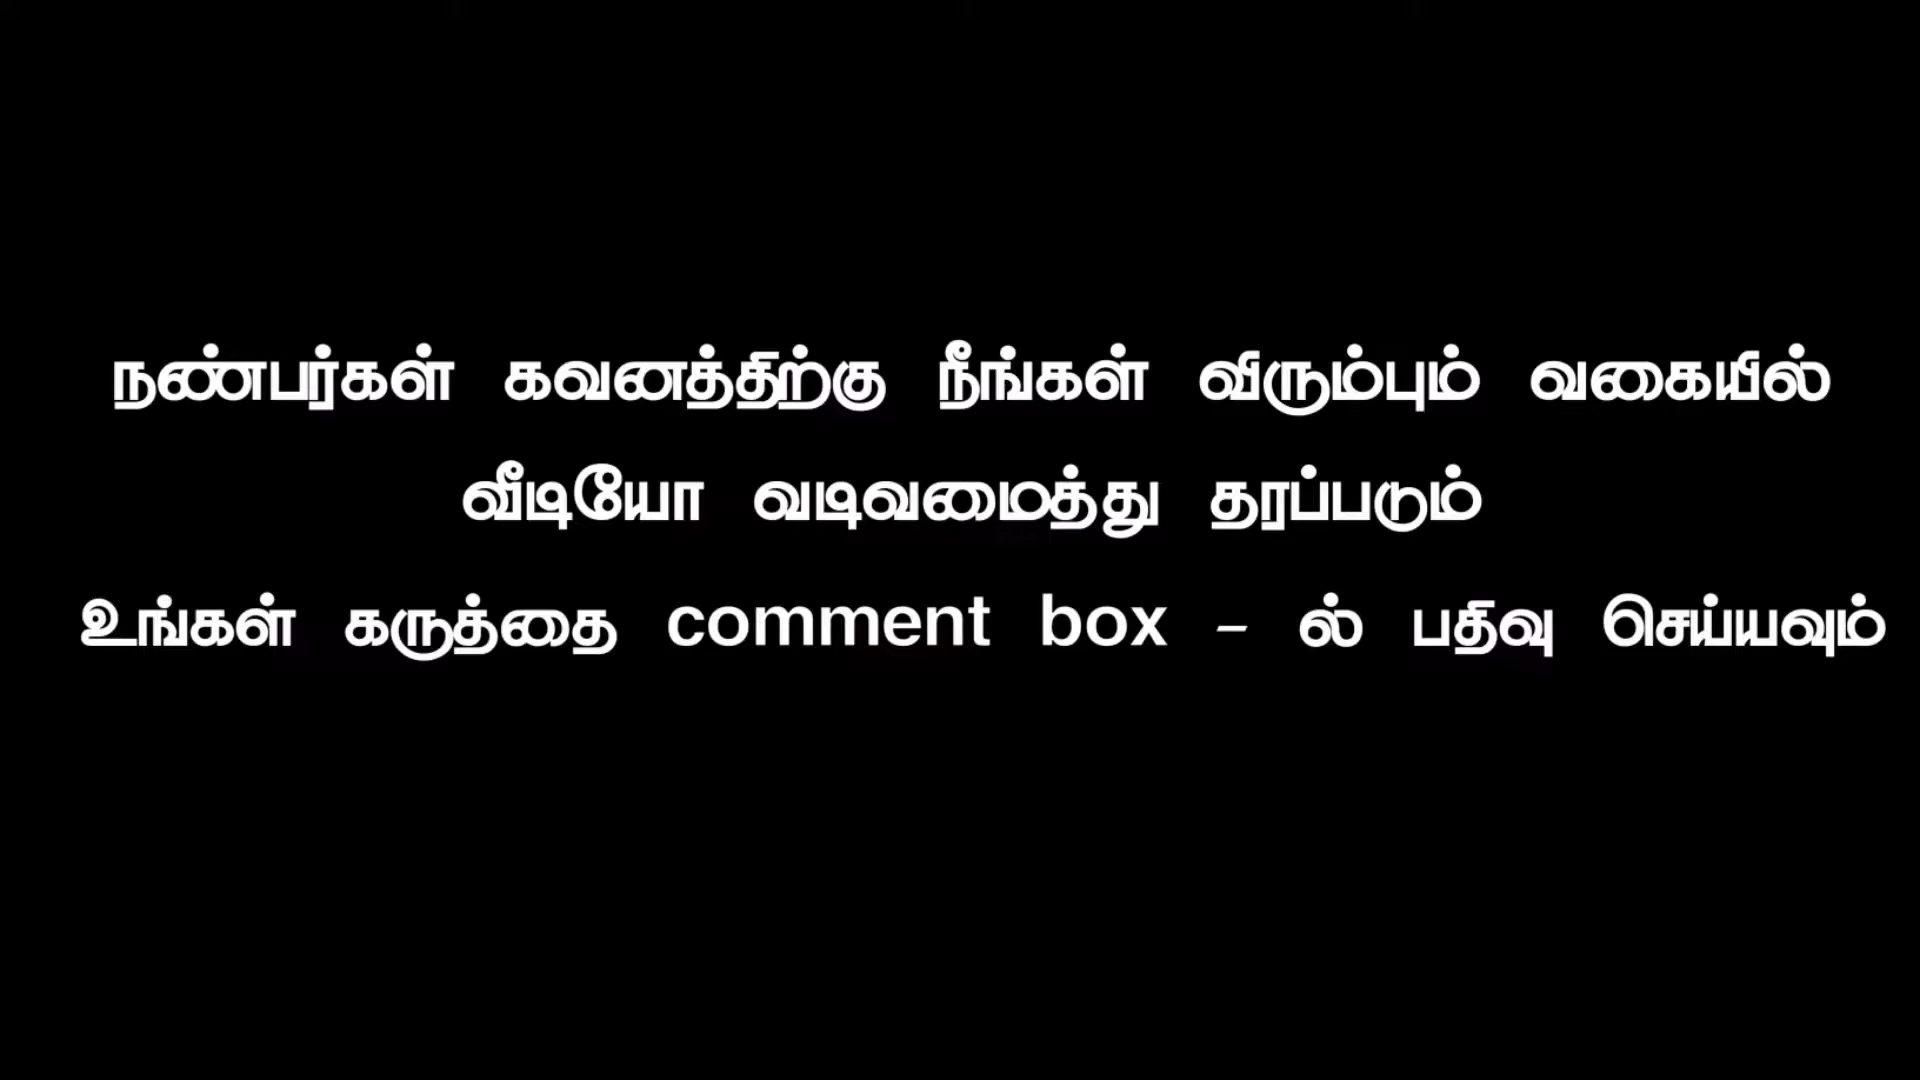 நண்பர்கள் கவனத்திற்கு நீங்கள் விரும்பும் வகையில்
வீடியோ வடிவமைத்து தரப்படும்
உங்கள் கருத்தை comment box - ல் பதிவு செய்யவும்